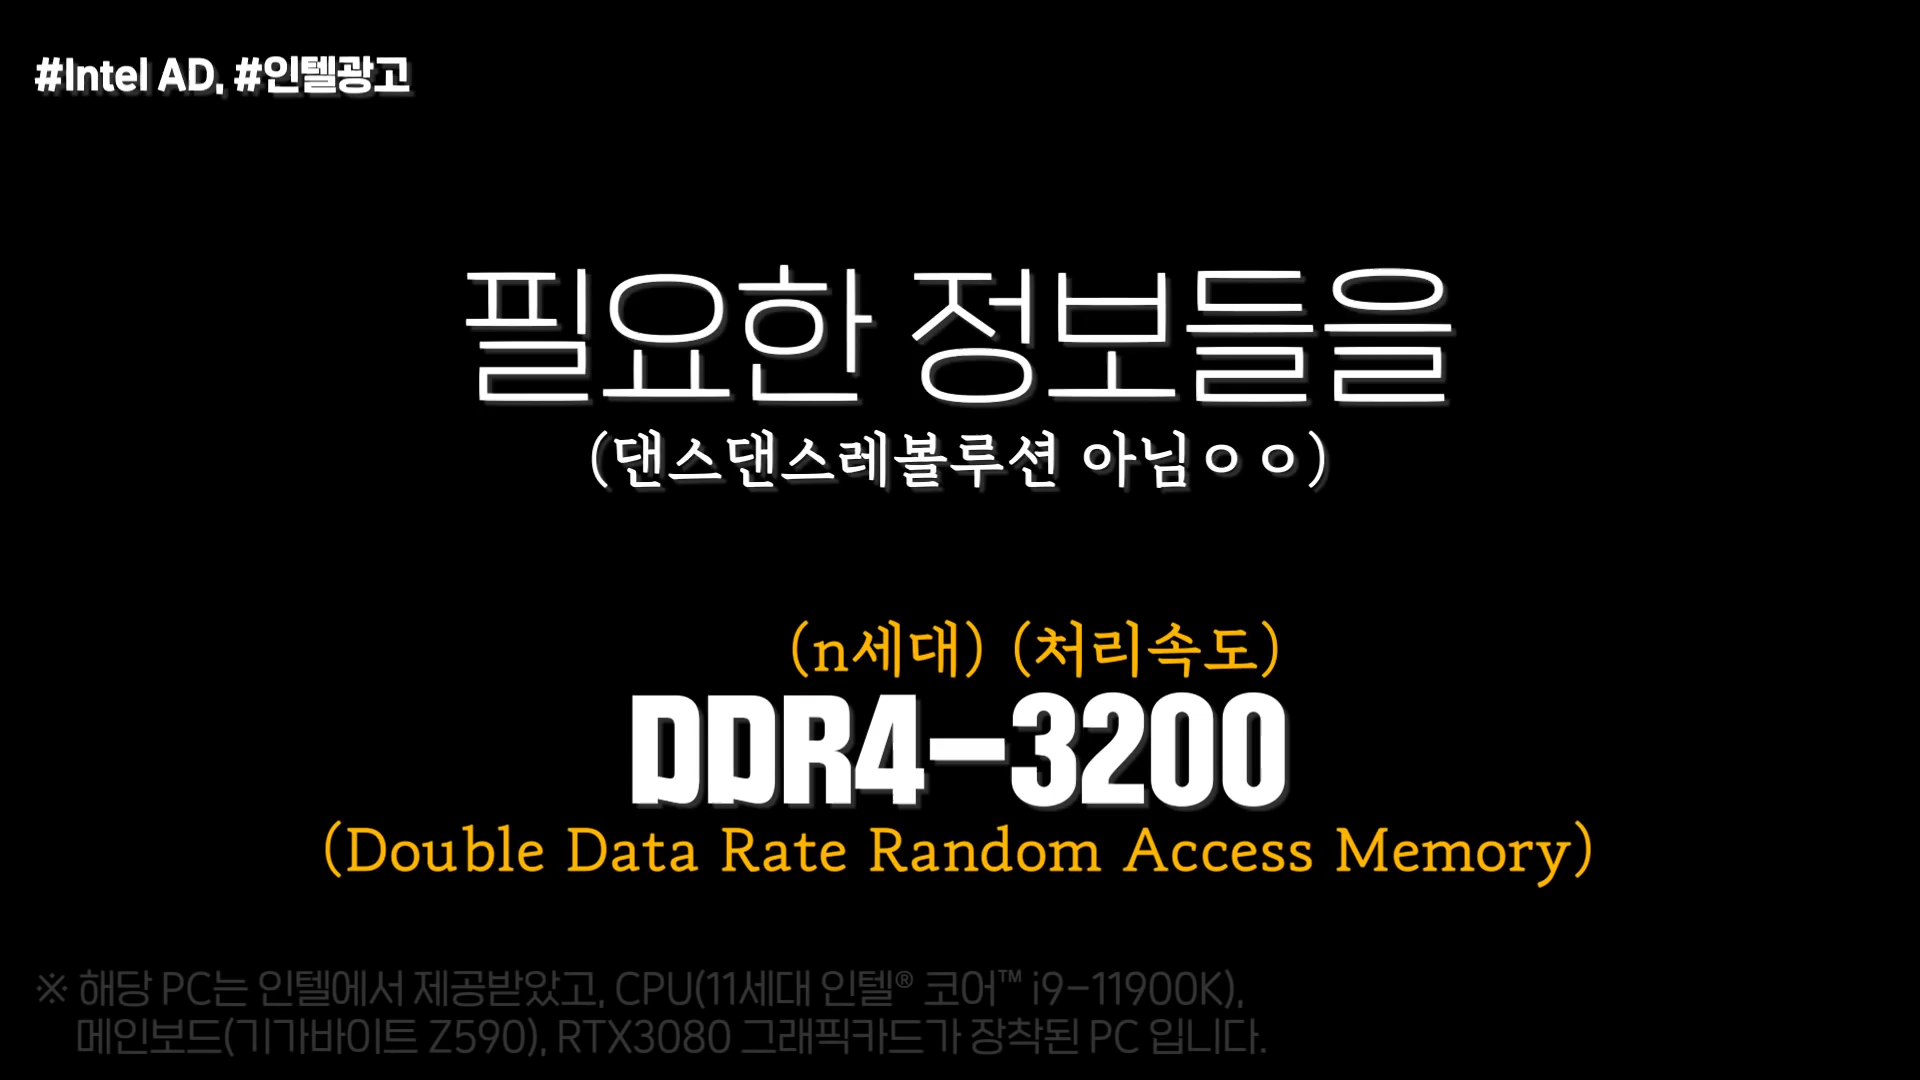 #Intel AD, #인텔광고
필요한 정보들을
(댄스댄스레볼루션 아님ㅇㅇ)
(n세대) (처리속도)
DDR4-3200
(Double Data Rate Random Access Memory)
※ 해당 PC는 인텔에서 제공받았고, CPU(11세대 인텔® 코어™ i9-11900K),
메인보드(기가바이트 Z590), RTX3080 그래픽카드가 장착된 PC 입니다.